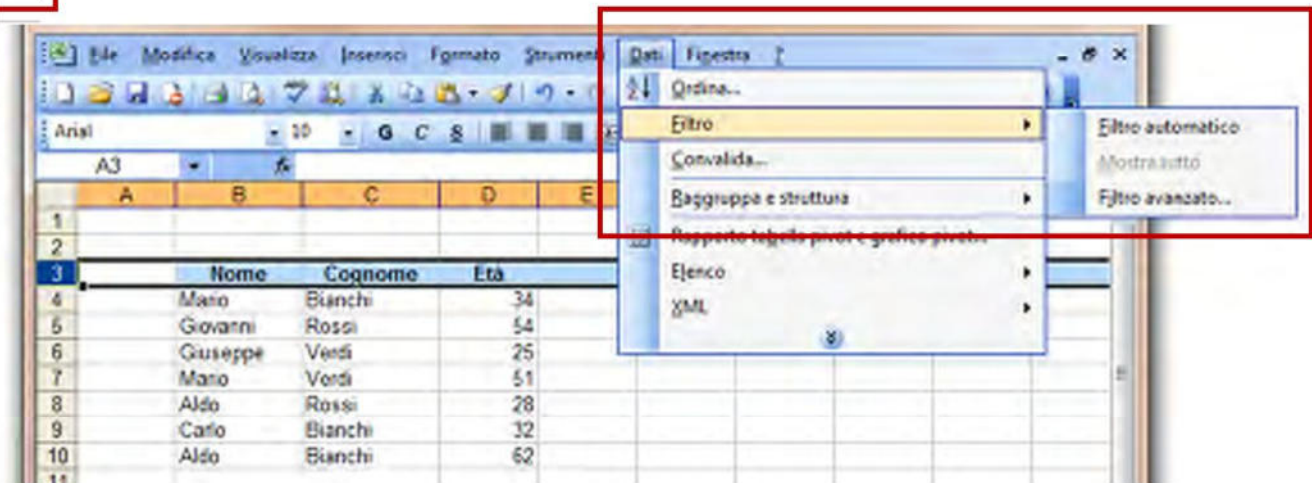 File Modifica Visualizza Inserisci Formato Strumenti Dati Finestra ?
Ordina...
Arial 10 G C S
Filtro
Filtro automatico
A3 fx
Convalida...
Mostra tutto
A B C D E
Raggruppa e struttura
Filtro avanzato...
1
2
Rapporto tabella pivot e grafico pivot...
3 Nome Cognome Età
Elenco
4 Mario Bianchi 34
XML
5 Giovanni Rossi 54
6 Giuseppe Verdi 25
7 Mario Verdi 51
8 Aldo Rossi 28
9 Carlo Bianchi 32
10 Aldo Bianchi 62
11